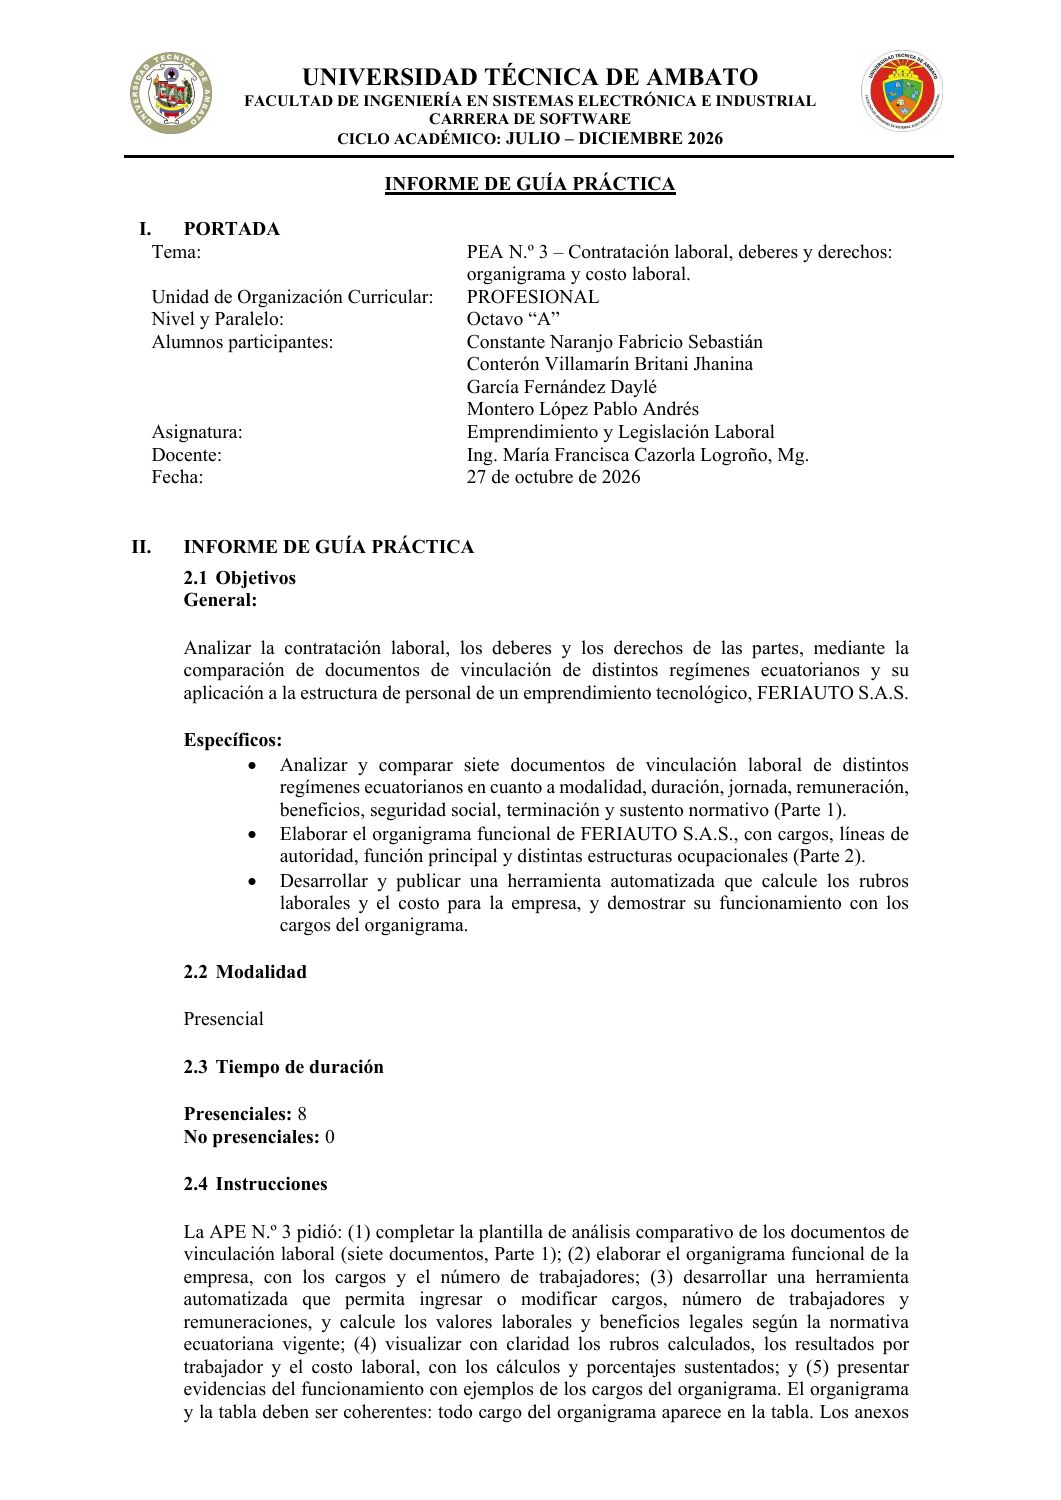 UNIVERSIDAD TÉCNICA DE AMBATO
FACULTAD DE INGENIERÍA EN SISTEMAS ELECTRÓNICA E INDUSTRIAL
CARRERA DE SOFTWARE
CICLO ACADÉMICO: JULIO – DICIEMBRE 2026
INFORME DE GUÍA PRÁCTICA
I. PORTADA
Tema: PEA N.º 3 – Contratación laboral, deberes y derechos:
organigrama y costo laboral.
Unidad de Organización Curricular: PROFESIONAL
Nivel y Paralelo: Octavo “A”
Alumnos participantes: Constante Naranjo Fabricio Sebastián
Conterón Villamarín Britani Jhanina
García Fernández Daylé
Montero López Pablo Andrés
Asignatura: Emprendimiento y Legislación Laboral
Docente: Ing. María Francisca Cazorla Logroño, Mg.
Fecha: 27 de octubre de 2026
II. INFORME DE GUÍA PRÁCTICA
2.1 Objetivos
General:
Analizar la contratación laboral, los deberes y los derechos de las partes, mediante la
comparación de documentos de vinculación de distintos regímenes ecuatorianos y su
aplicación a la estructura de personal de un emprendimiento tecnológico, FERIAUTO S.A.S.
Específicos:
• Analizar y comparar siete documentos de vinculación laboral de distintos
regímenes ecuatorianos en cuanto a modalidad, duración, jornada, remuneración,
beneficios, seguridad social, terminación y sustento normativo (Parte 1).
• Elaborar el organigrama funcional de FERIAUTO S.A.S., con cargos, líneas de
autoridad, función principal y distintas estructuras ocupacionales (Parte 2).
• Desarrollar y publicar una herramienta automatizada que calcule los rubros
laborales y el costo para la empresa, y demostrar su funcionamiento con los
cargos del organigrama.
2.2 Modalidad
Presencial
2.3 Tiempo de duración
Presenciales: 8
No presenciales: 0
2.4 Instrucciones
La APE N.º 3 pidió: (1) completar la plantilla de análisis comparativo de los documentos de
vinculación laboral (siete documentos, Parte 1); (2) elaborar el organigrama funcional de la
empresa, con los cargos y el número de trabajadores; (3) desarrollar una herramienta
automatizada que permita ingresar o modificar cargos, número de trabajadores y
remuneraciones, y calcule los valores laborales y beneficios legales según la normativa
ecuatoriana vigente; (4) visualizar con claridad los rubros calculados, los resultados por
trabajador y el costo laboral, con los cálculos y porcentajes sustentados; y (5) presentar
evidencias del funcionamiento con ejemplos de los cargos del organigrama. El organigrama
y la tabla deben ser coherentes: todo cargo del organigrama aparece en la tabla. Los anexos